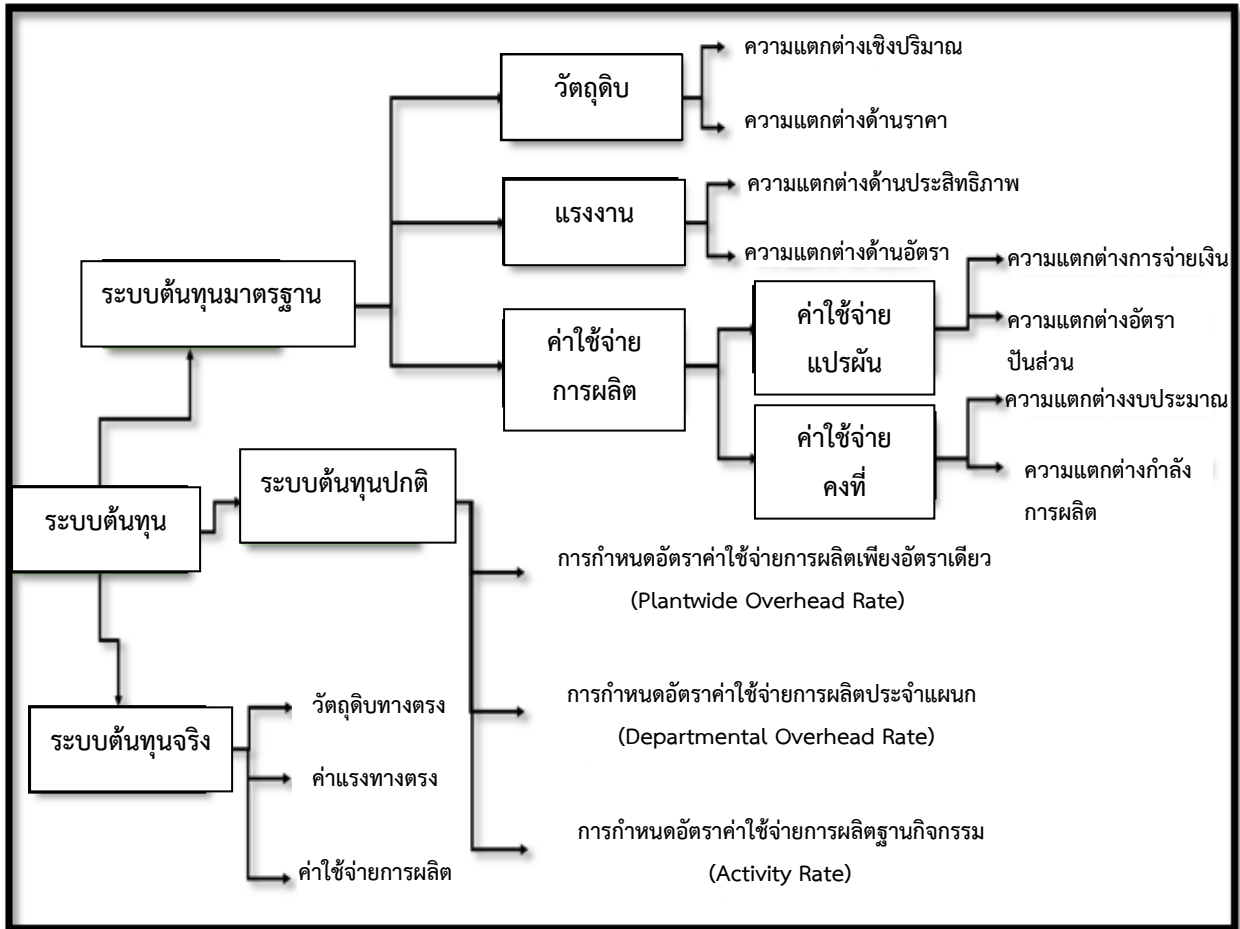 ความแตกต่างเชิงปริมาณ
วัตถุดิบ
ความแตกต่างด้านราคา
ความแตกต่างด้านประสิทธิภาพ
แรงงาน
ความแตกต่างด้านอัตรา
ความแตกต่างการจ่ายเงิน
ระบบต้นทุนมาตรฐาน
ค่าใช้จ่าย
การผลิต
ค่าใช้จ่าย
แปรผัน
ความแตกต่างอัตรา
ปันส่วน
ความแตกต่างงบประมาณ
ค่าใช้จ่าย
คงที่
ความแตกต่างกำลัง
การผลิต
ระบบต้นทุนปกติ
ระบบต้นทุน
การกำหนดอัตราค่าใช้จ่ายการผลิตเพียงอัตราเดียว
(Plantwide Overhead Rate)
การกำหนดอัตราค่าใช้จ่ายการผลิตประจำแผนก
(Departmental Overhead Rate)
การกำหนดอัตราค่าใช้จ่ายการผลิตฐานกิจกรรม
(Activity Rate)
ระบบต้นทุนจริง
วัตถุดิบทางตรง
ค่าแรงทางตรง
ค่าใช้จ่ายการผลิต